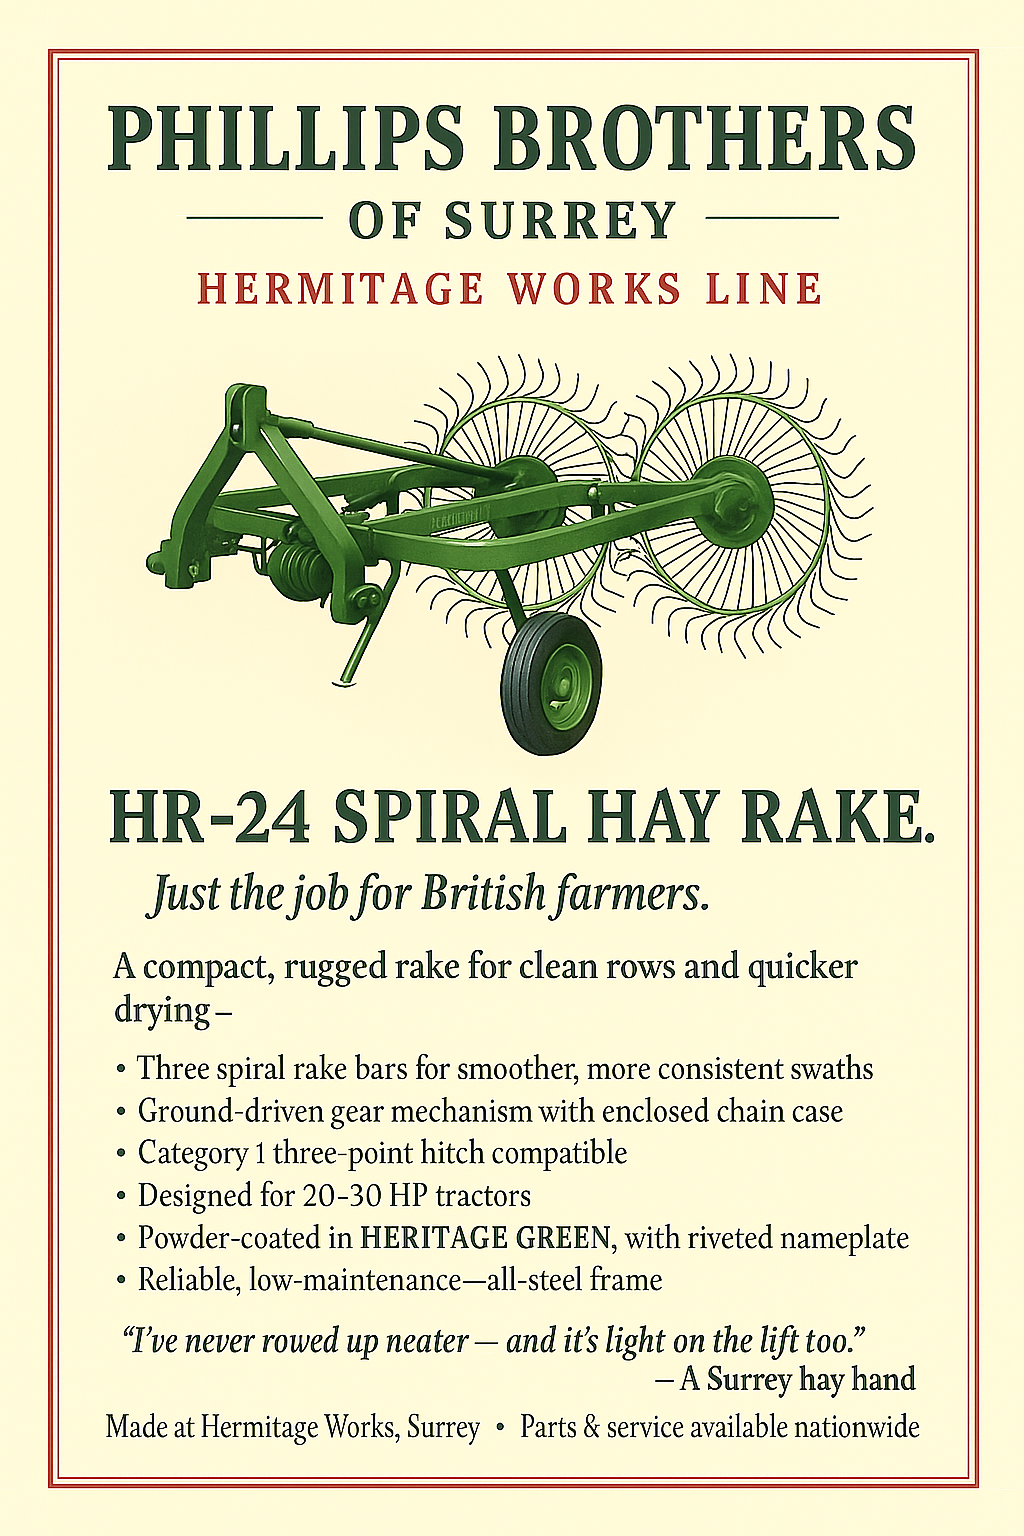 PHILLIPS BROTHERS
OF SURREY
HERMITAGE WORKS LINE
HR-24 SPIRAL HAY RAKE.
Just the job for British farmers.
A compact, rugged rake for clean rows and quicker
drying –
• Three spiral rake bars for smoother, more consistent swaths
• Ground-driven gear mechanism with enclosed chain case
• Category 1 three-point hitch compatible
• Designed for 20–30 HP tractors
• Powder-coated in HERITAGE GREEN, with riveted nameplate
• Reliable, low-maintenance—all-steel frame
“I’ve never rowed up neater — and it’s light on the lift too.”
– A Surrey hay hand
Made at Hermitage Works, Surrey • Parts & service available nationwide